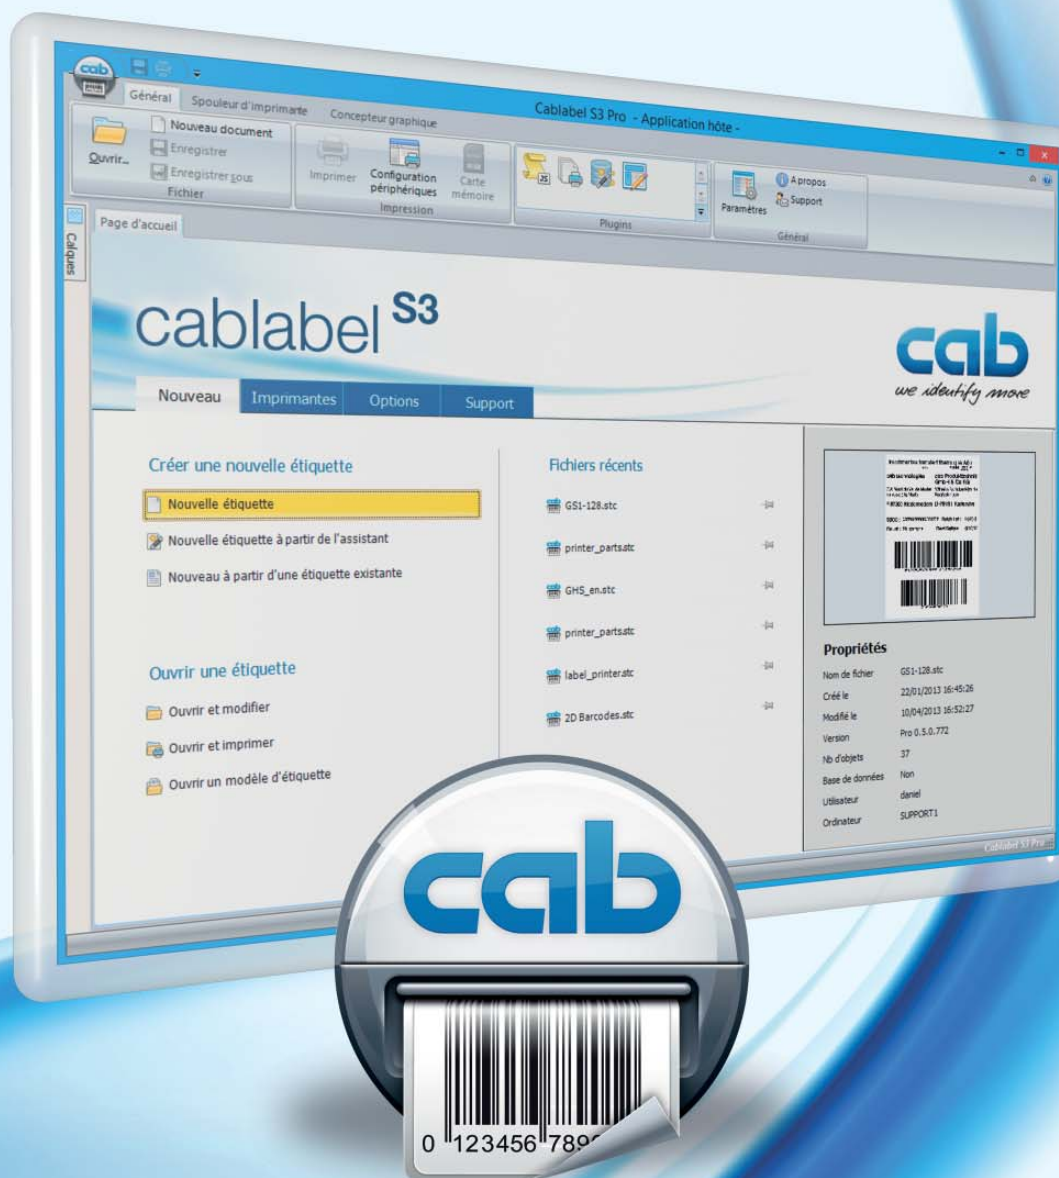 cab
Cablabel S3 Pro - Application hôte -
Général Spouleur d'imprimante Concepteur graphique
Ouvrir...
Nouveau document
Enregistrer
Enregistrer sous
Fichier
Imprimer
Configuration
périphériques
Carte
mémoire
Impression
JS
Plugins
Paramètres
A propos
Support
Général
Calques
Page d'accueil
cablabel S3
cab
we identify more
Nouveau Imprimantes Options Support
Créer une nouvelle étiquette
Nouvelle étiquette
Nouvelle étiquette à partir de l'assistant
Nouveau à partir d'une étiquette existante
Ouvrir une étiquette
Ouvrir et modifier
Ouvrir et imprimer
Ouvrir un modèle d'étiquette
Fichiers récents
GS1-128.stc
printer_parts.stc
GHS_en.stc
printer_parts.stc
label_printer.stc
2D Barcodes.stc
Propriétés
Nom de fichier GS1-128.stc
Créé le 22/01/2013 16:45:26
Modifié le 10/04/2013 16:52:27
Version Pro 0.5.0.772
Nb d'objets 37
Base de données Non
Utilisateur daniel
Ordinateur SUPPORT1
Cablabel S3 Pro
cab
0 123456 789